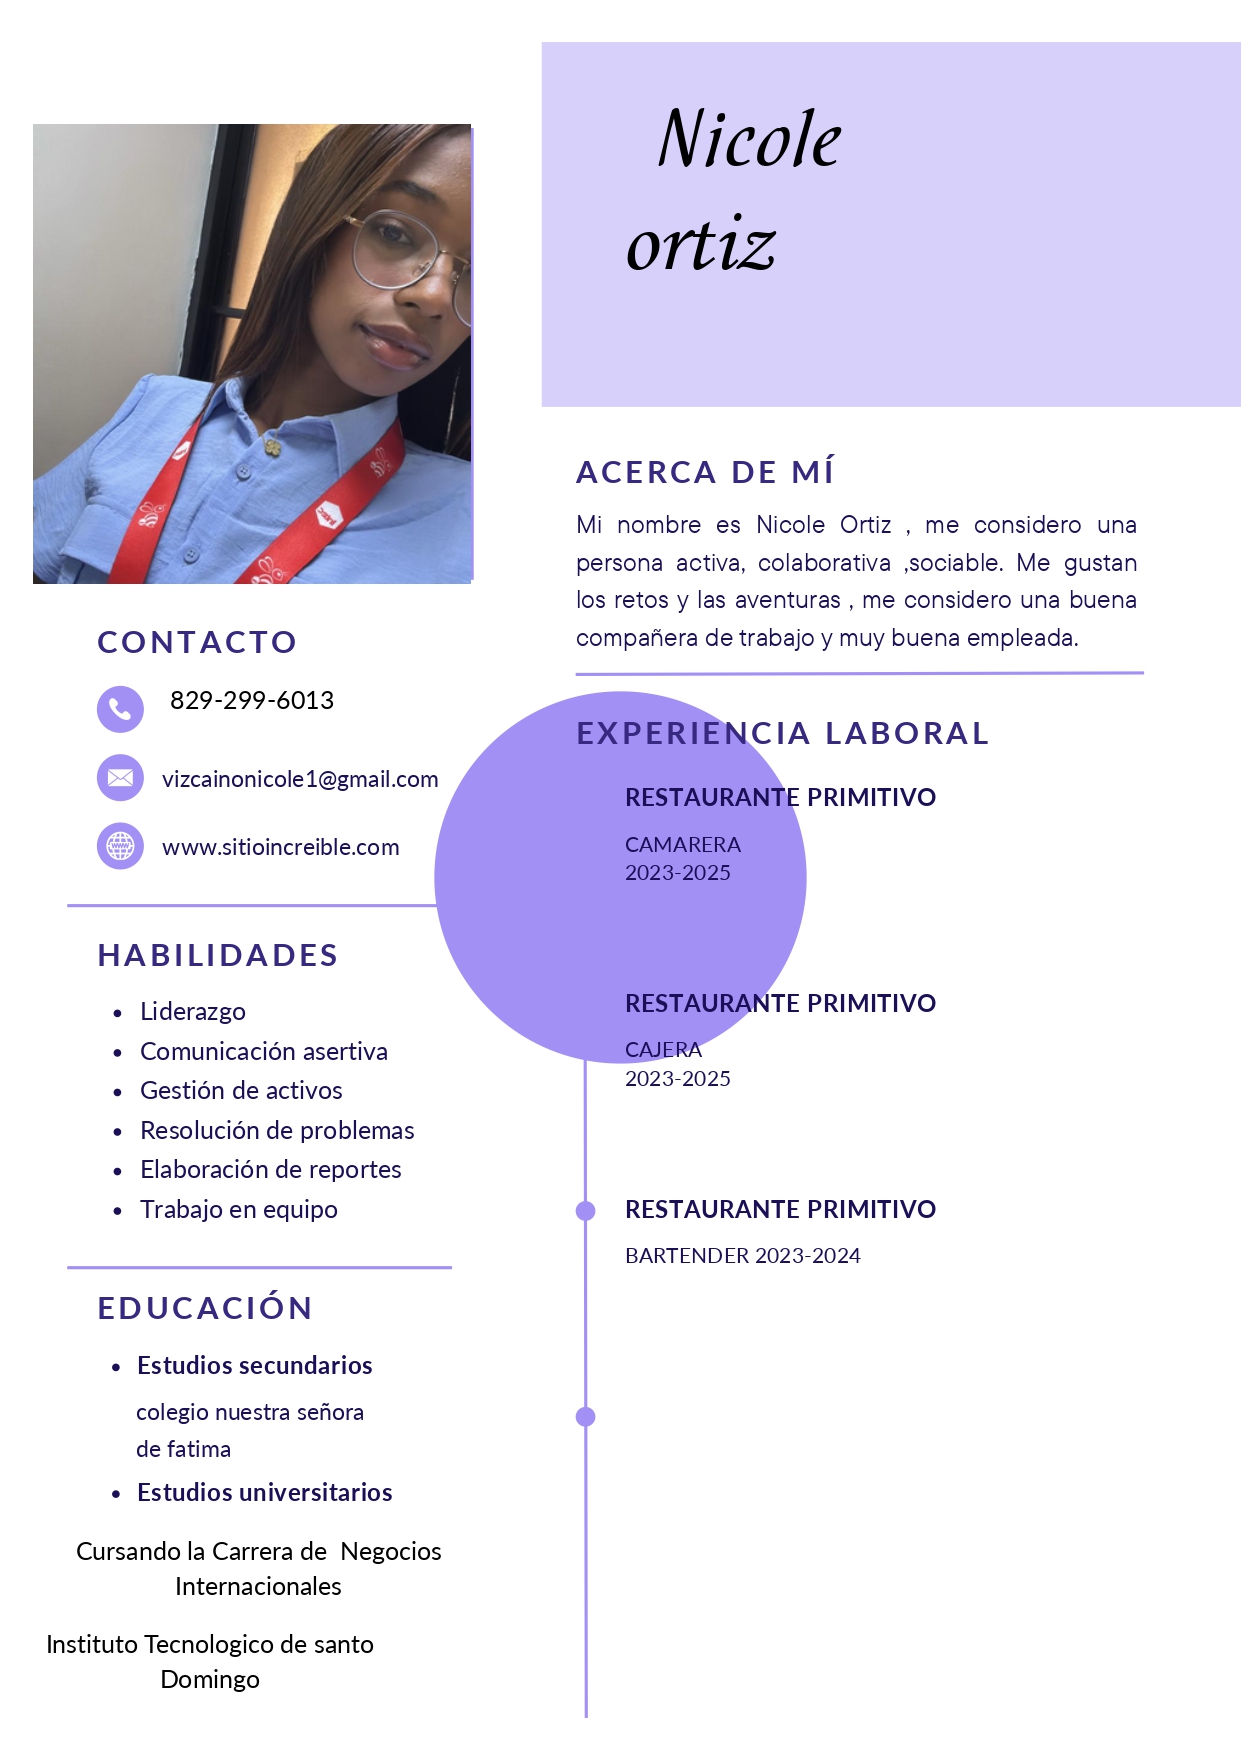 Nicole
ortiz
CONTACTO
829-299-6013
vizcainonicole1@gmail.com
www.sitioincreible.com
HABILIDADES
• Liderazgo
• Comunicación asertiva
• Gestión de activos
• Resolución de problemas
• Elaboración de reportes
• Trabajo en equipo
EDUCACIÓN
• Estudios secundarios
colegio nuestra señora
de fatima
• Estudios universitarios
Cursando la Carrera de Negocios
Internacionales
Instituto Tecnologico de santo
Domingo
ACERCA DE MÍ
Mi nombre es Nicole Ortiz , me considero una
persona activa, colaborativa ,sociable. Me gustan
los retos y las aventuras , me considero una buena
compañera de trabajo y muy buena empleada.
EXPERIENCIA LABORAL
RESTAURANTE PRIMITIVO
CAMARERA
2023-2025
RESTAURANTE PRIMITIVO
CAJERA
2023-2025
RESTAURANTE PRIMITIVO
BARTENDER 2023-2024